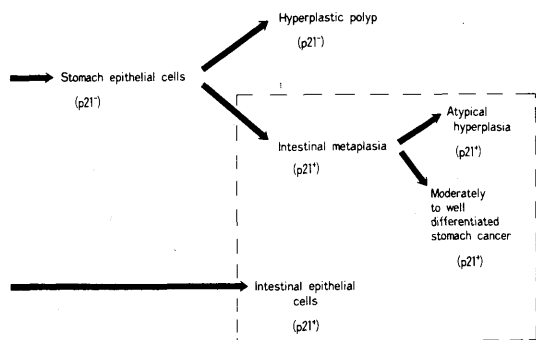 Hyperplastic polyp
(p21⁻)
Stomach epithelial cells
(p21⁻)
Intestinal metaplasia
(p21⁺)
Atypical
hyperplasia
(p21⁺)
Moderately
to well
differentiated
stomach cancer
(p21⁺)
Intestinal epithelial
cells
(p21⁺)